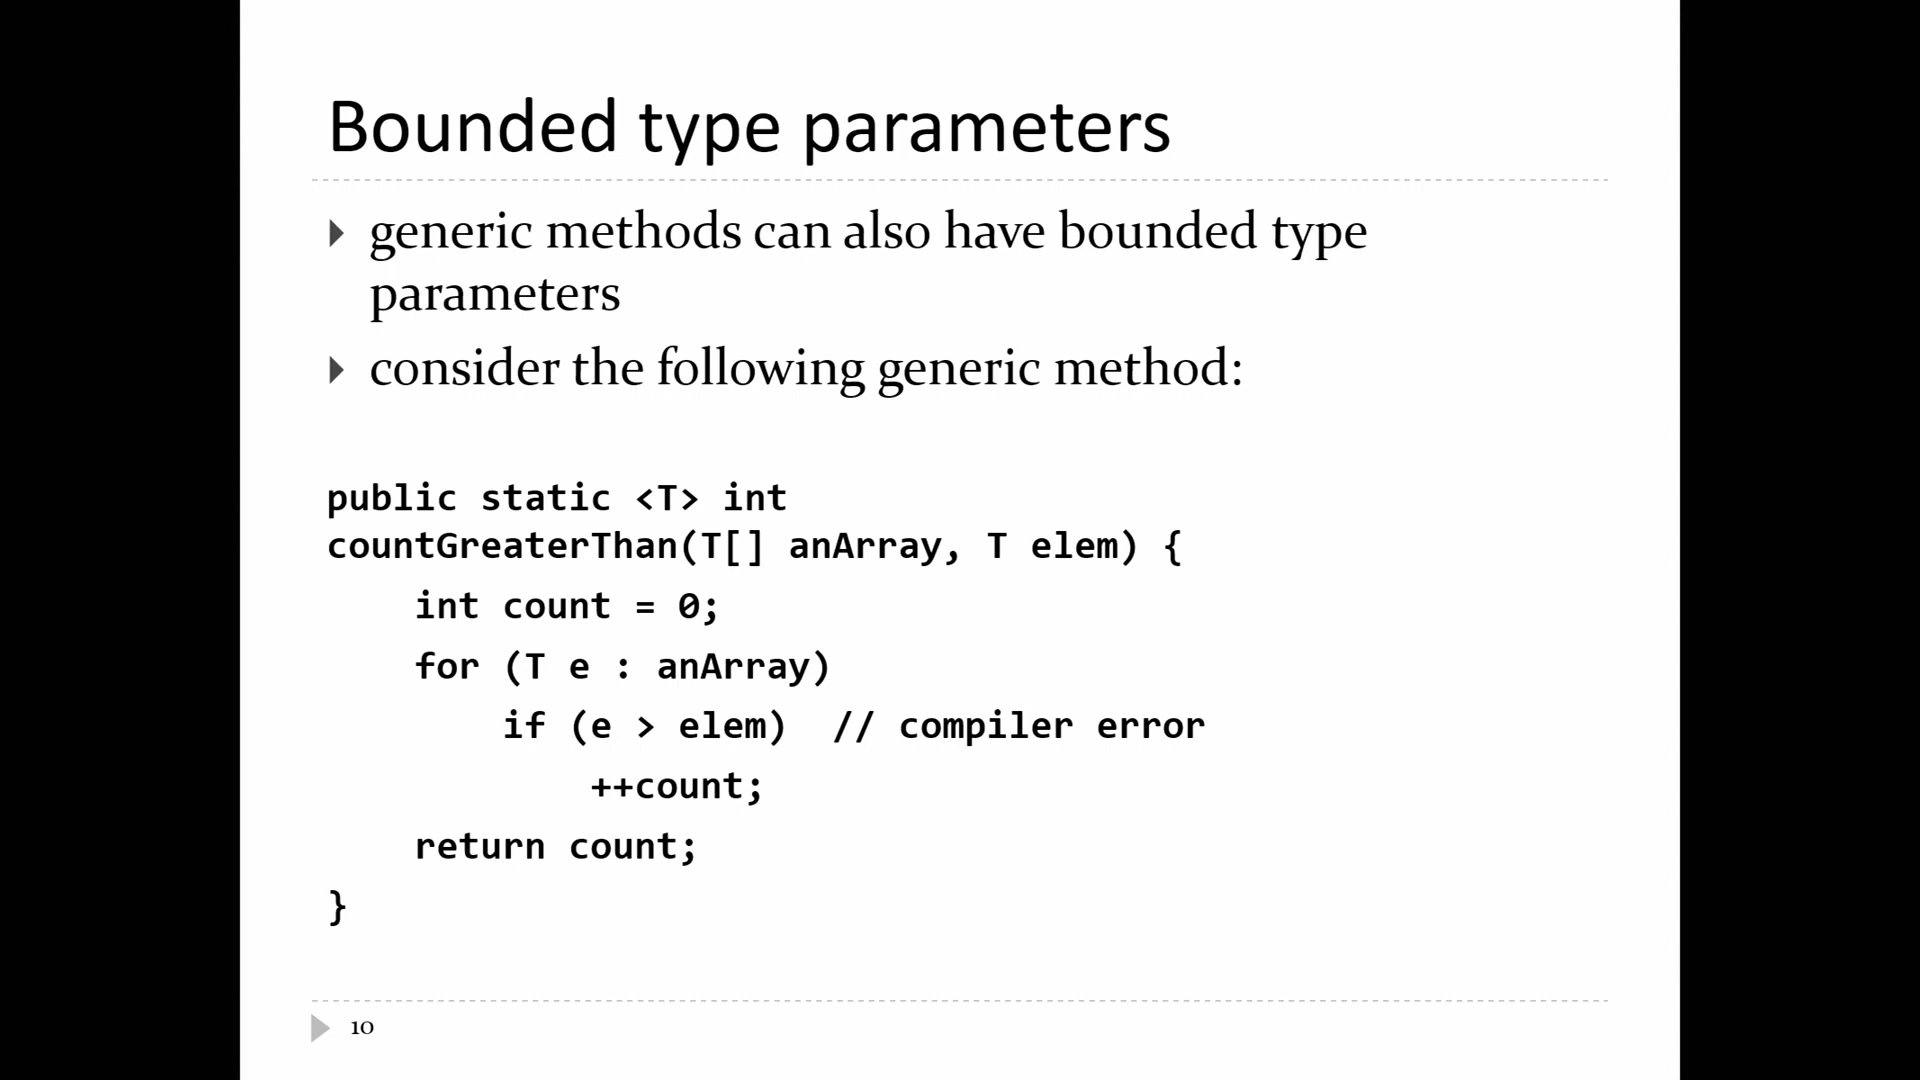 Bounded type parameters
generic methods can also have bounded type
parameters
consider the following generic method:
public static <T> int
countGreaterThan(T[] anArray, T elem) {
int count = 0;
for (T e : anArray)
if (e > elem)  // compiler error
++count;
return count;
}
10